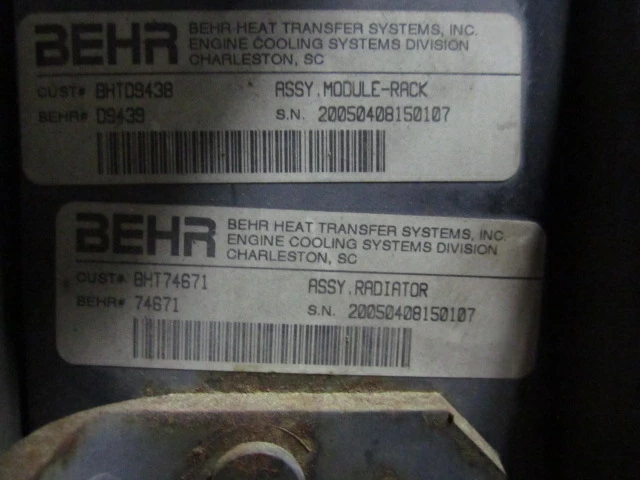 BEHR
BEHR HEAT TRANSFER SYSTEMS, INC.
ENGINE COOLING SYSTEMS DIVISION
CHARLESTON, SC
CUST# BHTD9438 ASSY.MODULE-RACK
BEHR# D9439 S.N. 20050408150107
BEHR
BEHR HEAT TRANSFER SYSTEMS, INC.
ENGINE COOLING SYSTEMS DIVISION
CHARLESTON, SC
CUST# BHT74671 ASSY.RADIATOR
BEHR# 74671 S.N. 20050408150107